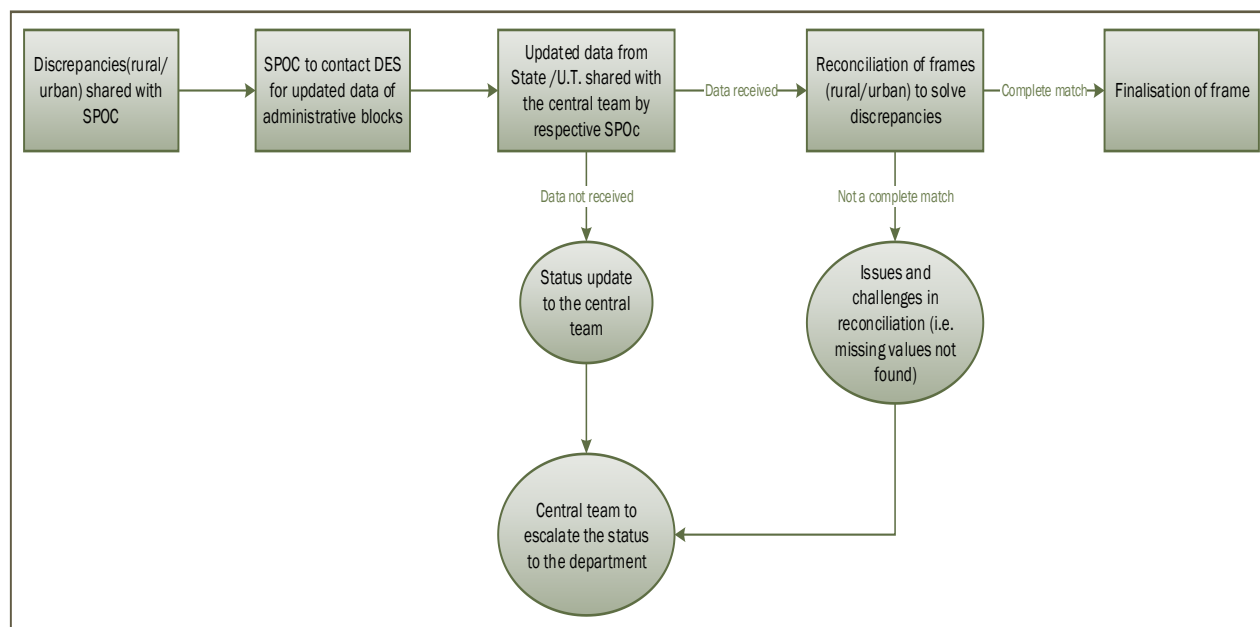 Discrepancies(rural/
urban) shared with
SPOC
SPOC to contact DES
for updated data of
administrative blocks
Updated data from
State /U.T. shared with
the central team by
respective SPOc
Data received
Reconciliation of frames
(rural/urban) to solve
discrepancies
Complete match
Finalisation of frame
Data not received
Not a complete match
Status update
to the central
team
Issues and
challenges in
reconciliation (i.e.
missing values not
found)
Central team to
escalate the status
to the department